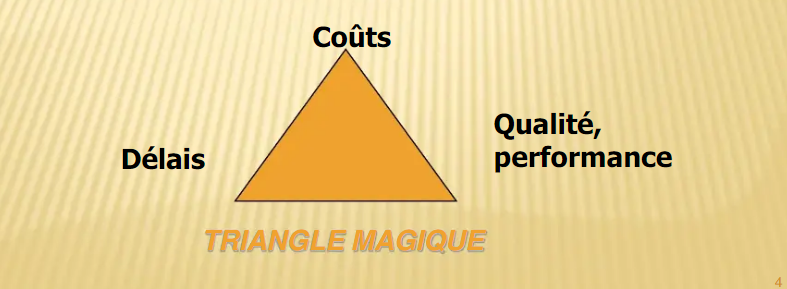 Coûts
Qualité,
performance
Délais
TRIANGLE MAGIQUE
4